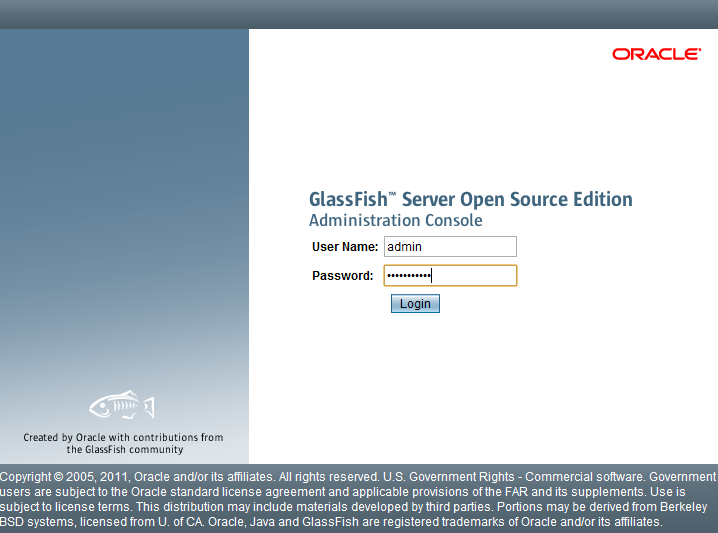 ORACLE®
GlassFish™ Server Open Source Edition
Administration Console
User Name: admin
Password: •••••••••••
Login
Created by Oracle with contributions from
the GlassFish community
Copyright © 2005, 2011, Oracle and/or its affiliates. All rights reserved. U.S. Government Rights - Commercial software. Government
users are subject to the Oracle standard license agreement and applicable provisions of the FAR and its supplements. Use is
subject to license terms. This distribution may include materials developed by third parties. Portions may be derived from Berkeley
BSD systems, licensed from U. of CA. Oracle, Java and GlassFish are registered trademarks of Oracle and/or its affiliates.